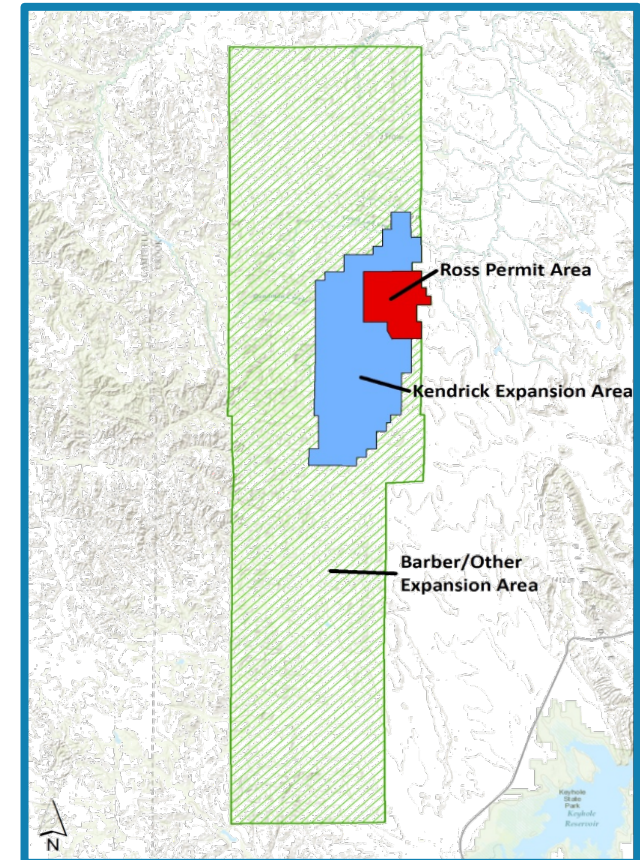 Ross Permit Area
Kendrick Expansion Area
Barber/Other
Expansion Area
Keyhole
State
Park
Keyhole
Reservoir
N